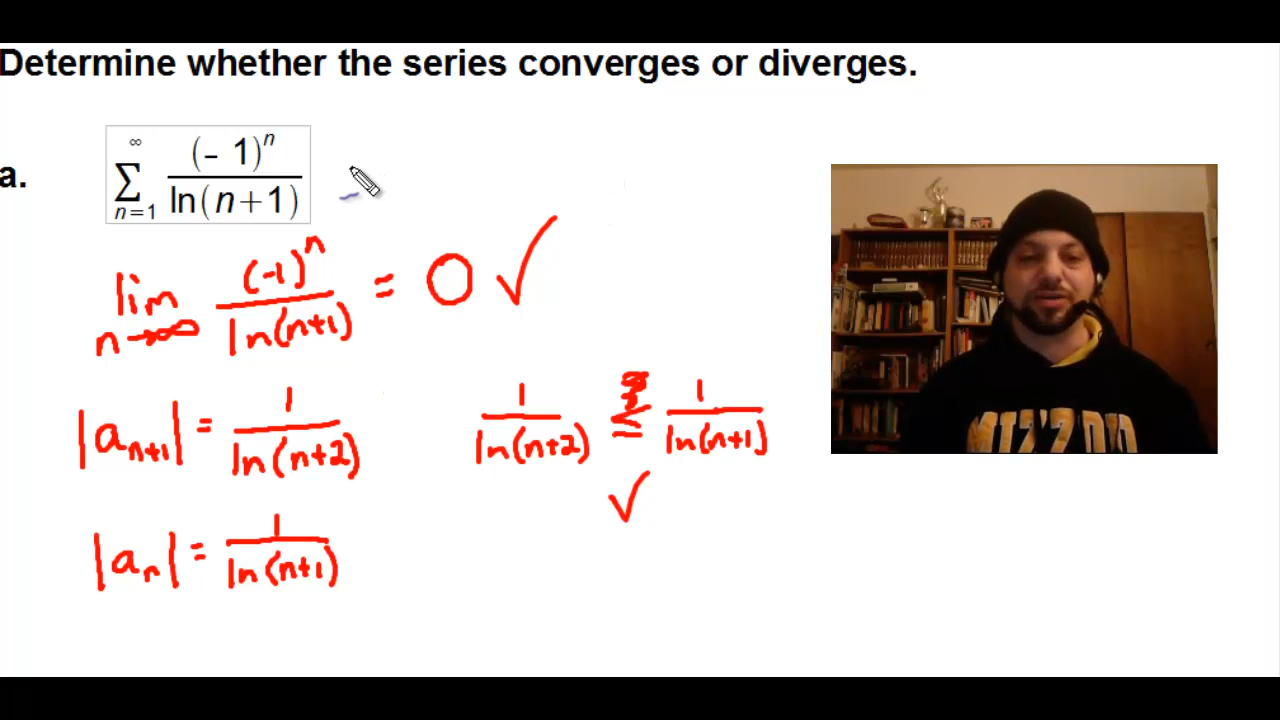 Determine whether the series converges or diverges.
a. ∑_{n=1}^{∞} (-1)^n / ln(n+1)
lim_{n→∞} (-1)^n / ln(n+1) = 0 ✓
|a_{n+1}| = 1 / ln(n+2)
1 / ln(n+2) ≤ 1 / ln(n+1)
✓
|a_n| = 1 / ln(n+1)